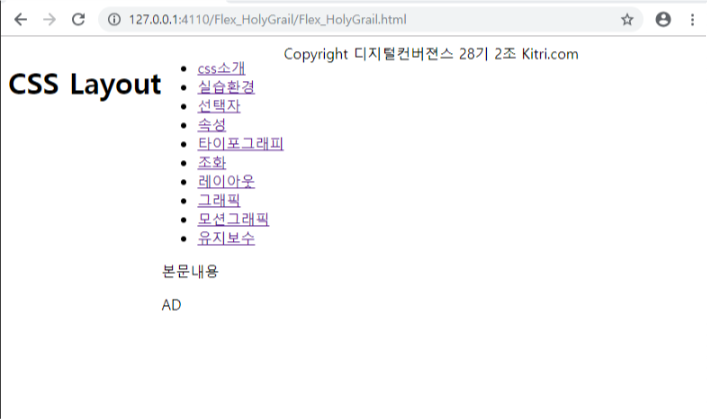 127.0.0.1:4110/Flex_HolyGrail/Flex_HolyGrail.html
CSS Layout
css소개
실습환경
선택자
속성
타이포그래피
조화
레이아웃
그래픽
모션그래픽
유지보수
본문내용
AD
Copyright 디지털컨버젼스 28기 2조 Kitri.com